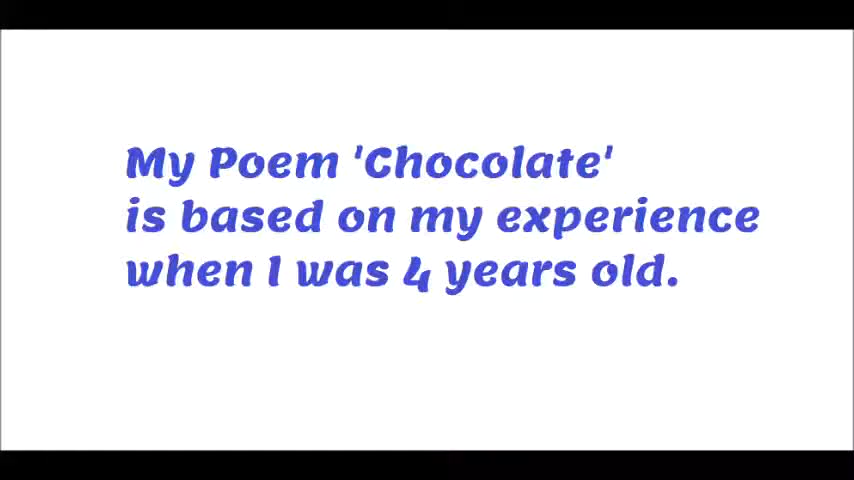 My Poem 'Chocolate'
is based on my experience
when I was 4 years old.